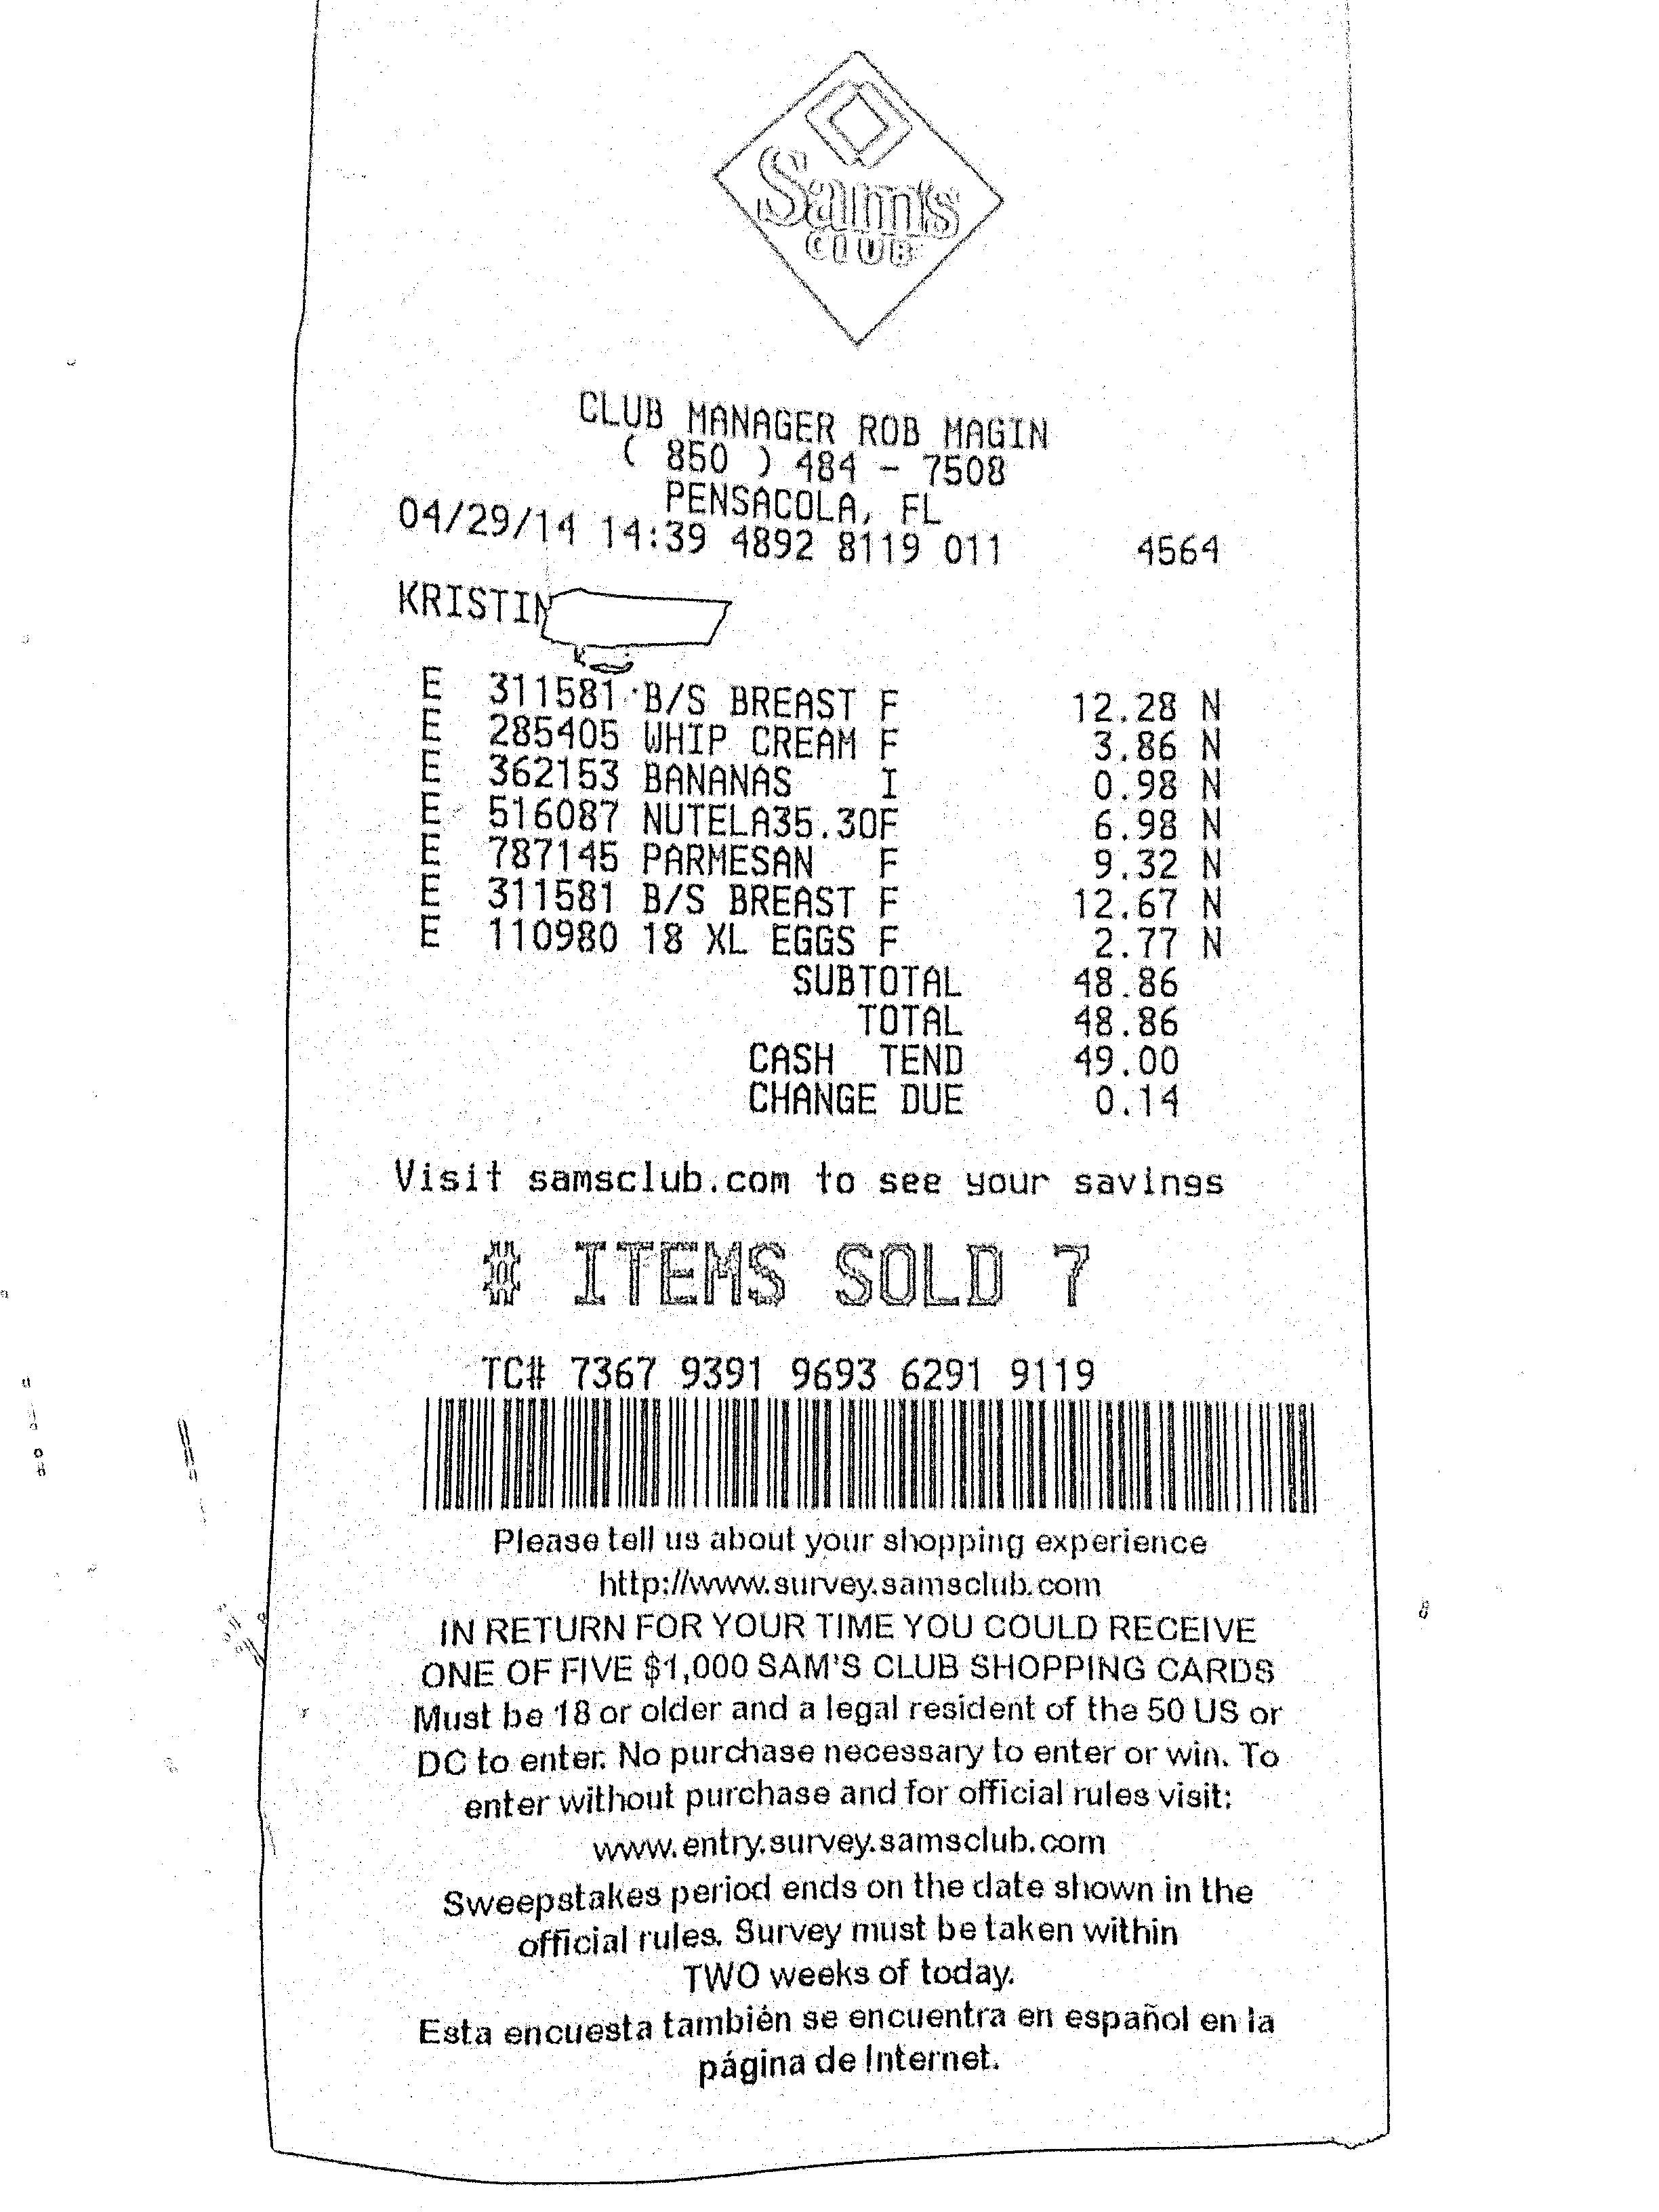 Sam's
CLUB
CLUB MANAGER ROB MAGIN
( 850 ) 484 - 7508
PENSACOLA, FL
04/29/14 14:39 4892 8119 011 4564
KRISTIN
E 311581 B/S BREAST F 12.28 N
E 285405 WHIP CREAM F 3.86 N
E 362153 BANANAS I 0.98 N
E 516087 NUTELA35.30F 6.98 N
E 787145 PARMESAN F 9.32 N
E 311581 B/S BREAST F 12.67 N
E 110980 18 XL EGGS F 2.77 N
SUBTOTAL 48.86
TOTAL 48.86
CASH TEND 49.00
CHANGE DUE 0.14
Visit samsclub.com to see your savings
# ITEMS SOLD 7
TC# 7367 9391 9693 6291 9119
Please tell us about your shopping experience
http://www.survey.samsclub.com
IN RETURN FOR YOUR TIME YOU COULD RECEIVE
ONE OF FIVE $1,000 SAM'S CLUB SHOPPING CARDS
Must be 18 or older and a legal resident of the 50 US or
DC to enter. No purchase necessary to enter or win. To
enter without purchase and for official rules visit:
www.entry.survey.samsclub.com
Sweepstakes period ends on the date shown in the
official rules. Survey must be taken within
TWO weeks of today.
Esta encuesta también se encuentra en español en la
página de Internet.